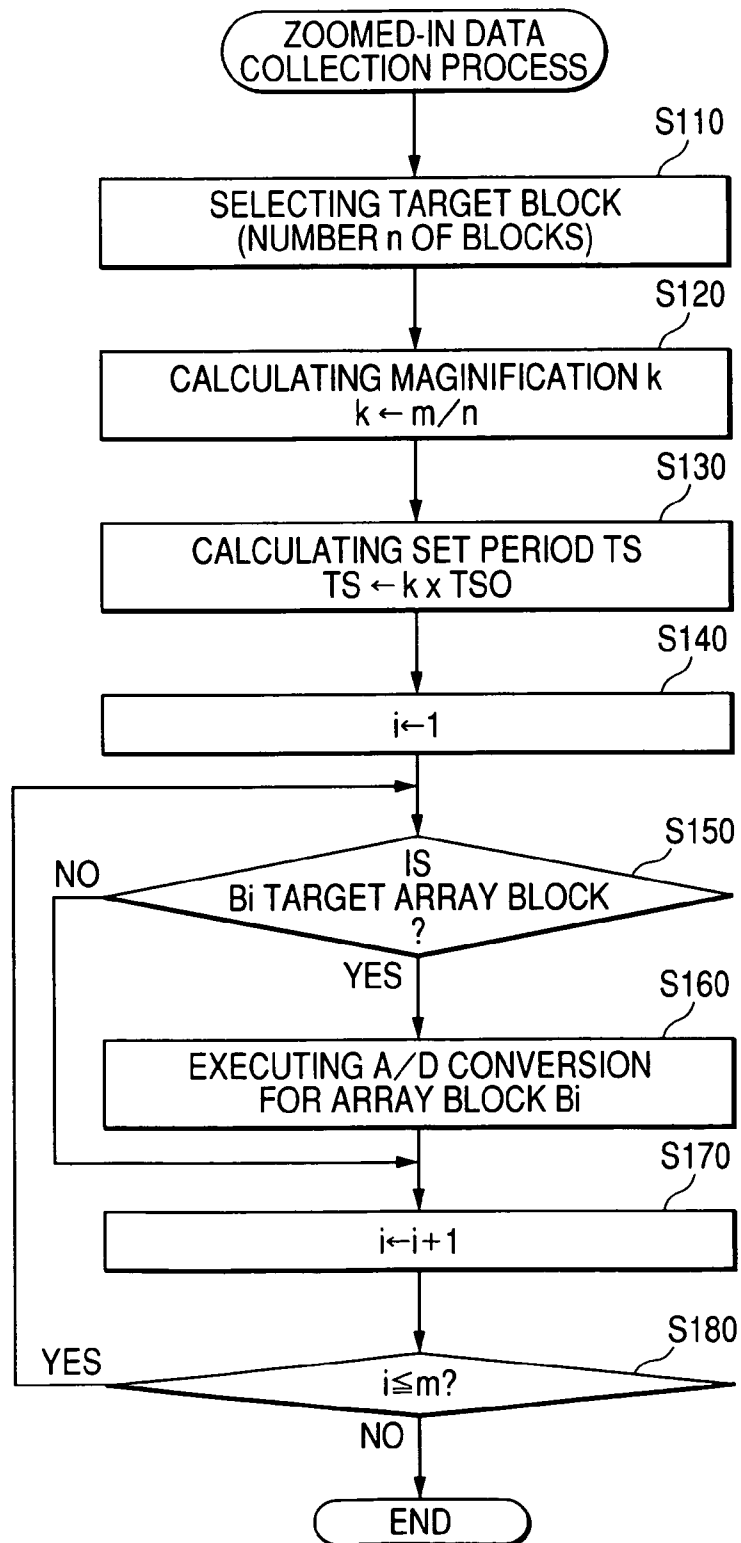 ZOOMED-IN DATA
COLLECTION PROCESS
S110
SELECTING TARGET BLOCK
(NUMBER n OF BLOCKS)
S120
CALCULATING MAGINIFICATION k
k ← m/n
S130
CALCULATING SET PERIOD TS
TS ← k x TSO
S140
i←1
S150
IS
Bi TARGET ARRAY BLOCK
?
NO
YES
S160
EXECUTING A/D CONVERSION
FOR ARRAY BLOCK Bi
S170
i←i+1
S180
i≦m?
YES
NO
END